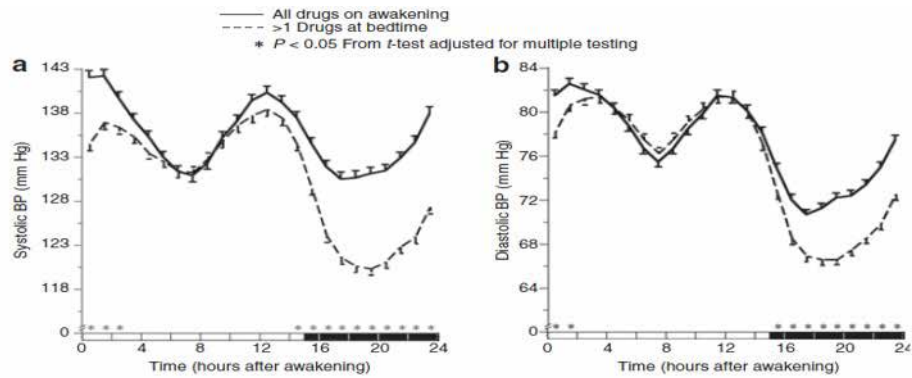 All drugs on awakening
>1 Drugs at bedtime
* P < 0.05 From t-test adjusted for multiple testing
a
143
138
133
131
128
123
118
0
Systolic BP (mm Hg)
* * * * * * * * * * * * *
0 4 8 12 16 20 24
Time (hours after awakening)
b
84
80
76
72
68
64
0
Diastolic BP (mm Hg)
* * * * * * * * * * *
0 4 8 12 16 20 24
Time (hours after awakening)